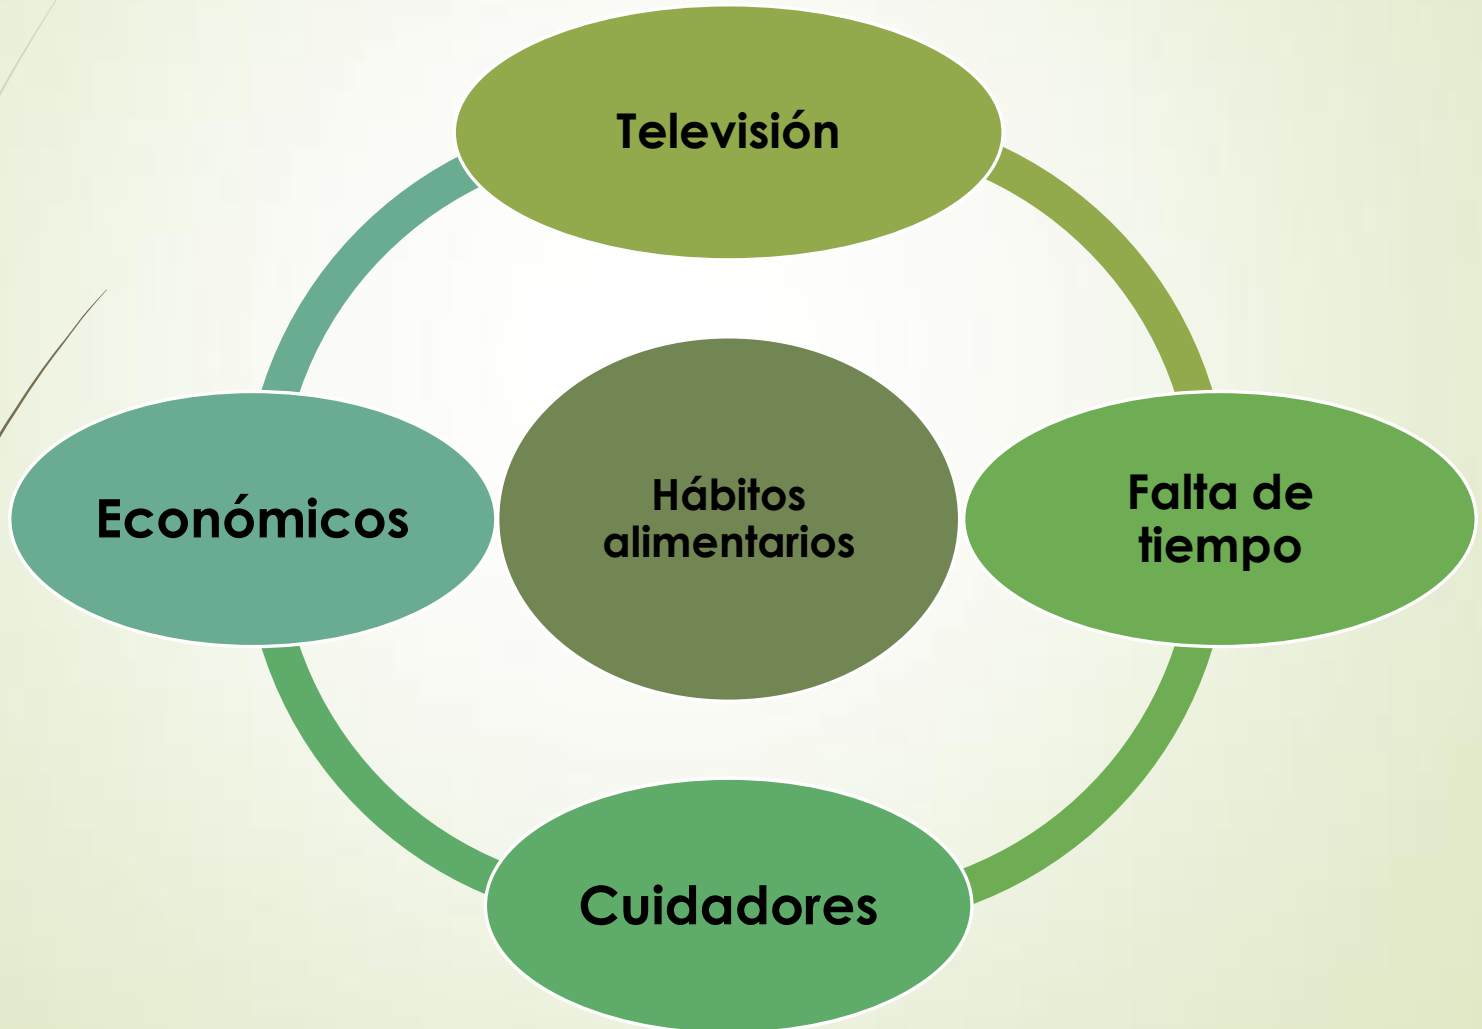 Televisión
Económicos
Hábitos
alimentarios
Falta de
tiempo
Cuidadores